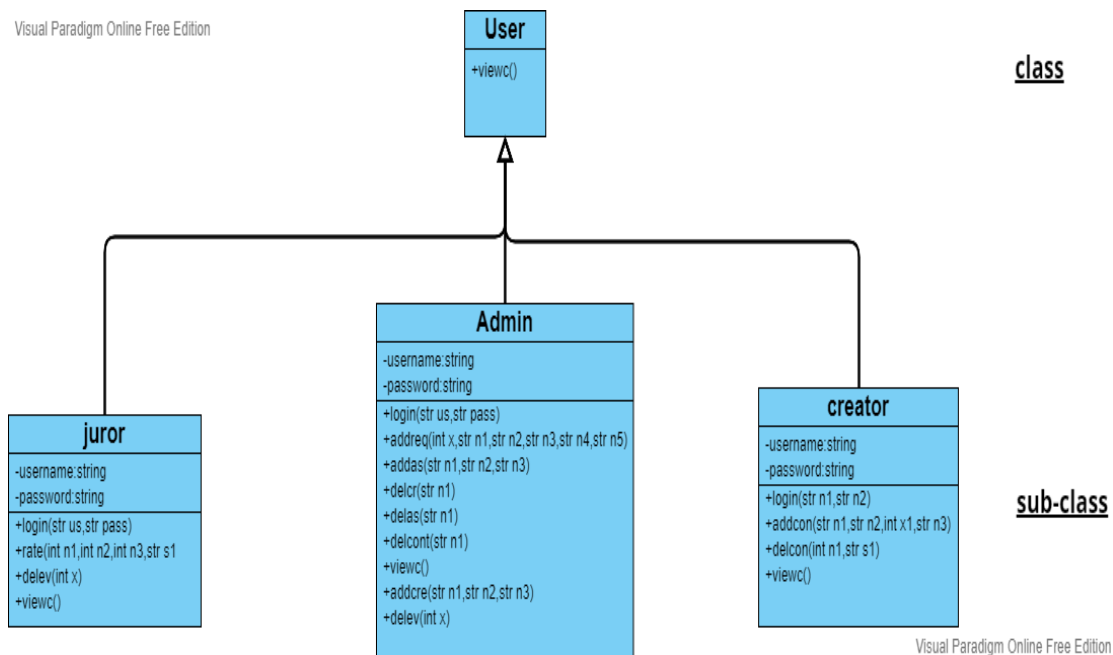 Visual Paradigm Online Free Edition
User
+viewc()
class
Admin
-username:string
-password:string
+login(str us,str pass)
+addreq(int x,str n1,str n2,str n3,str n4,str n5)
+addas(str n1,str n2,str n3)
+delcr(str n1)
+delas(str n1)
+delcont(str n1)
+viewc()
+addcre(str n1,str n2,str n3)
+delev(int x)
juror
-username:string
-password:string
+login(str us,str pass)
+rate(int n1,int n2,int n3,str s1
+delev(int x)
+viewc()
creator
-username:string
-password:string
+login(str n1,str n2)
+addcon(str n1,str n2,int x1,str n3)
+delcon(int n1,str s1)
+viewc()
sub-class
Visual Paradigm Online Free Edition